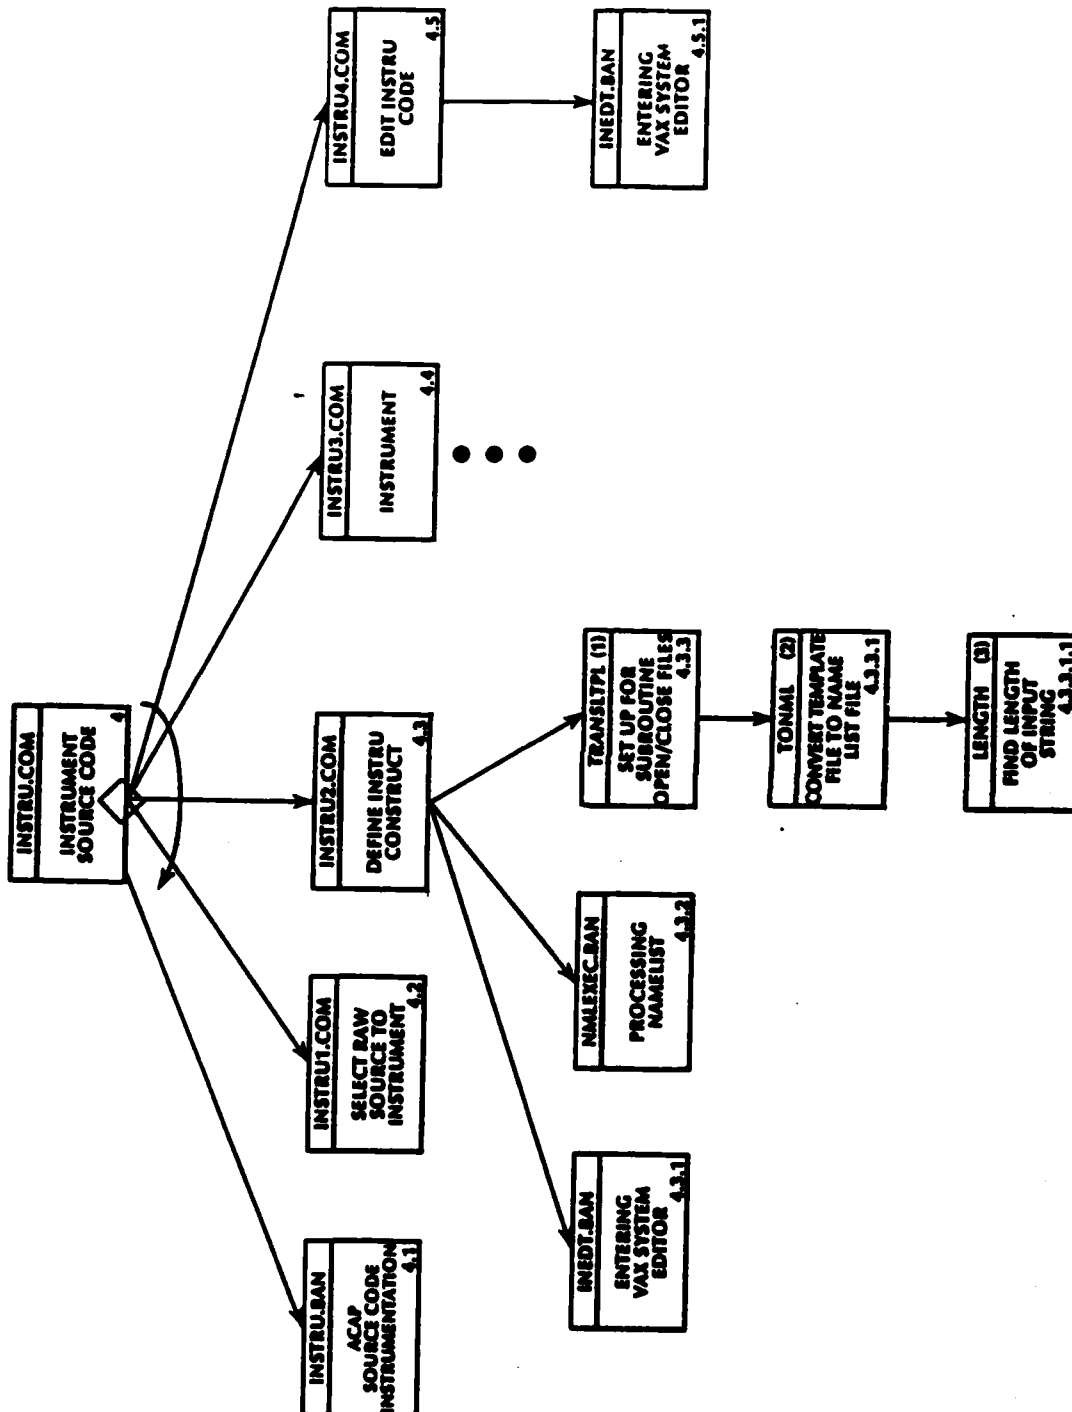 INSTRU.COM
INSTRUMENT
SOURCE CODE
4
INSTRU.BAN
ACAP
SOURCE CODE
INSTRUMENTATION
4.1
INSTRU1.COM
SELECT RAW
SOURCE TO
INSTRUMENT
4.2
INSTRU2.COM
DEFINE INSTRU
CONSTRUCT
4.3
INSTRU3.COM
INSTRUMENT
4.4
INSTRU4.COM
EDIT INSTRU
CODE
4.5
INEDT.BAN
ENTERING
VAX SYSTEM
EDITOR
4.3.1
NMLEXEC.BAN
PROCESSING
NAMELIST
4.3.2
TRANSLTPL (1)
SET UP FOR
SUBROUTINE
OPEN/CLOSE FILES
4.3.3
INEDT.BAN
ENTERING
VAX SYSTEM
EDITOR
4.5.1
TONML (2)
CONVERT TEMPLATE
FILE TO NAME
LIST FILE
4.3.3.1
LENGTH (3)
FIND LENGTH
OF INPUT
STRING
4.3.3.1.1